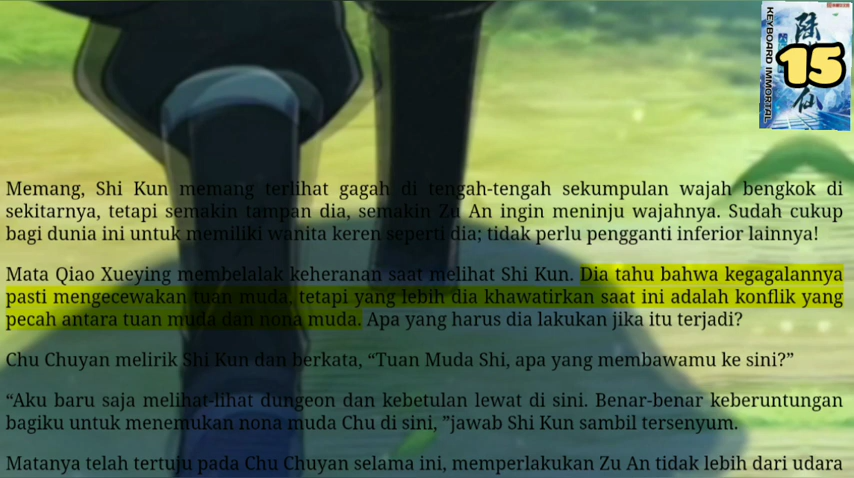 KEYBOARD IMMORTAL
15
Memang, Shi Kun memang terlihat gagah di tengah-tengah sekumpulan wajah bengkok di
sekitarnya, tetapi semakin tampan dia, semakin Zu An ingin meninju wajahnya. Sudah cukup
bagi dunia ini untuk memiliki wanita keren seperti dia; tidak perlu pengganti inferior lainnya!
Mata Qiao Xueying membelalak keheranan saat melihat Shi Kun. Dia tahu bahwa kegagalannya
pasti mengecewakan tuan muda, tetapi yang lebih dia khawatirkan saat ini adalah konflik yang
pecah antara tuan muda dan nona muda. Apa yang harus dia lakukan jika itu terjadi?
Chu Chuyan melirik Shi Kun dan berkata, “Tuan Muda Shi, apa yang membawamu ke sini?”
“Aku baru saja melihat-lihat dungeon dan kebetulan lewat di sini. Benar-benar keberuntungan
bagiku untuk menemukan nona muda Chu di sini, ”jawab Shi Kun sambil tersenyum.
Matanya telah tertuju pada Chu Chuyan selama ini, memperlakukan Zu An tidak lebih dari udara